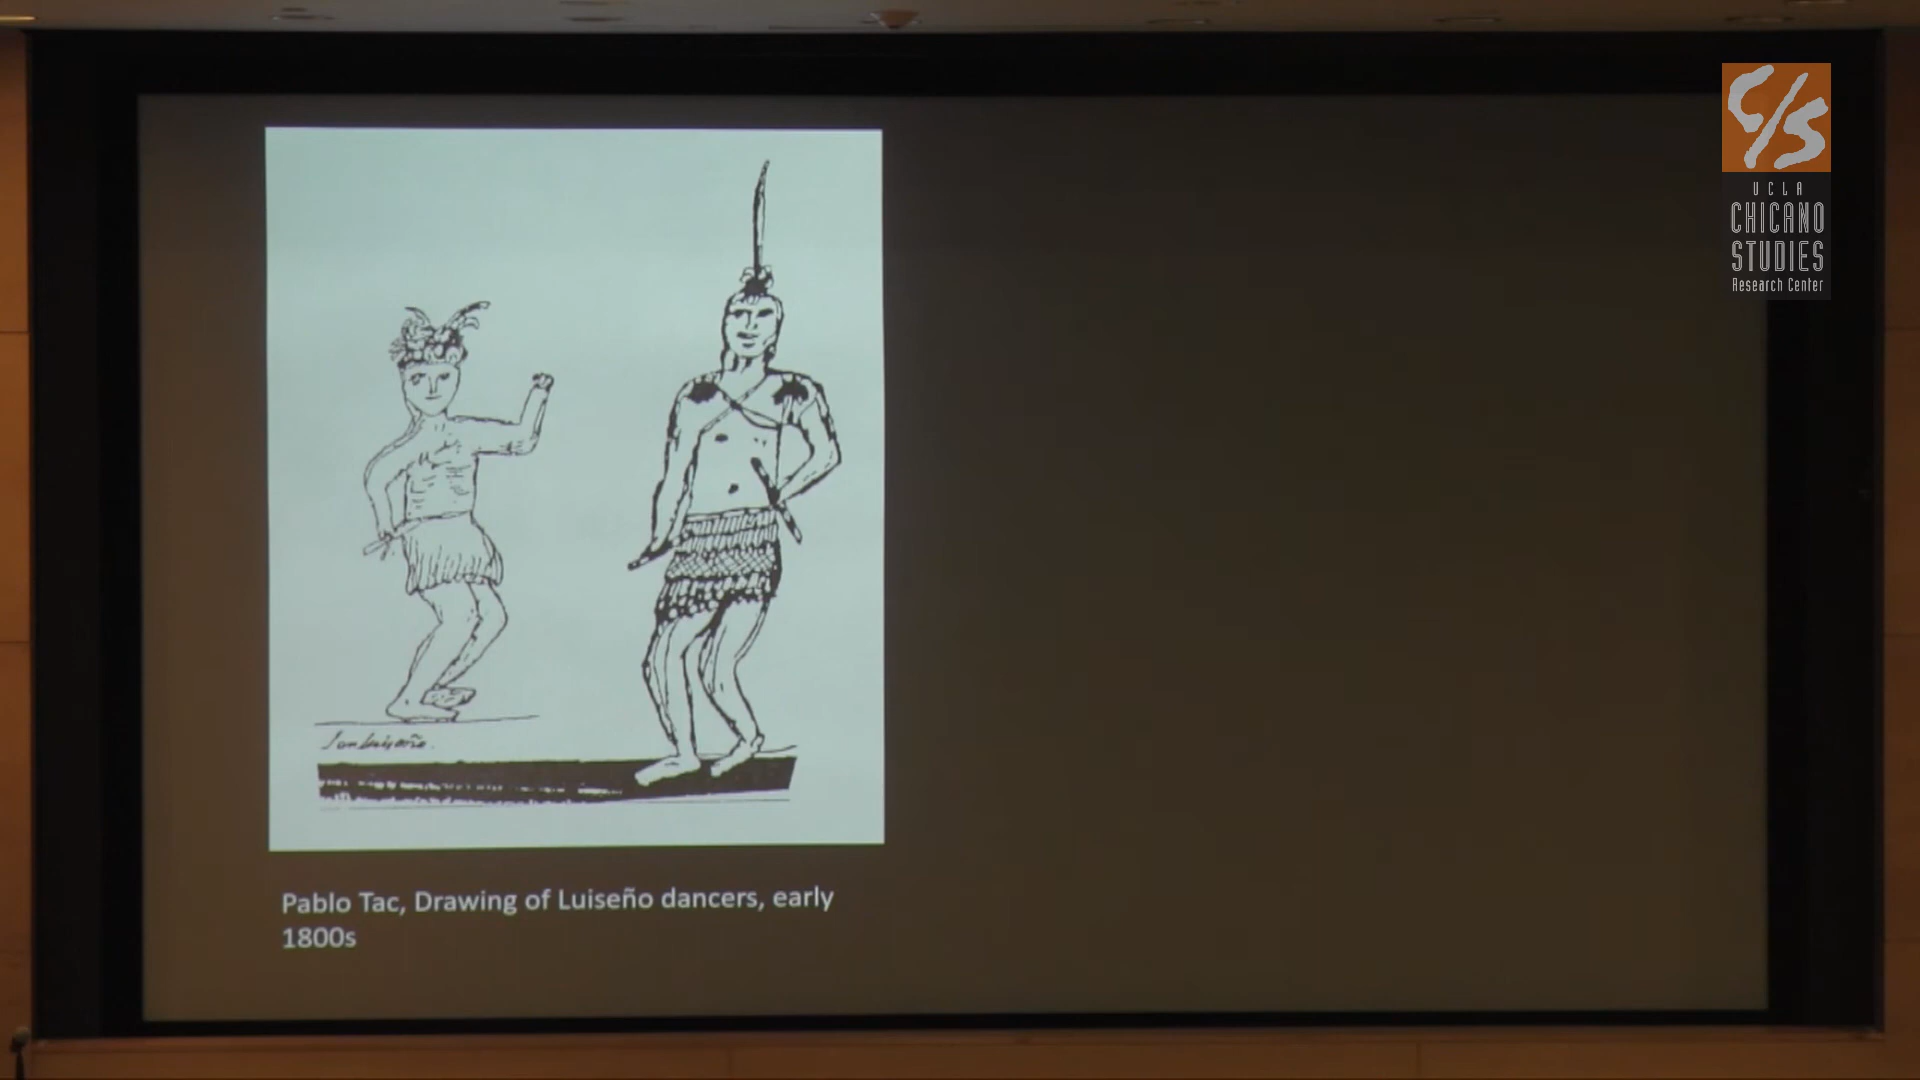 C/S
UCLA
CHICANO
STUDIES
Research Center
Pablo Tac, Drawing of Luiseño dancers, early
1800s